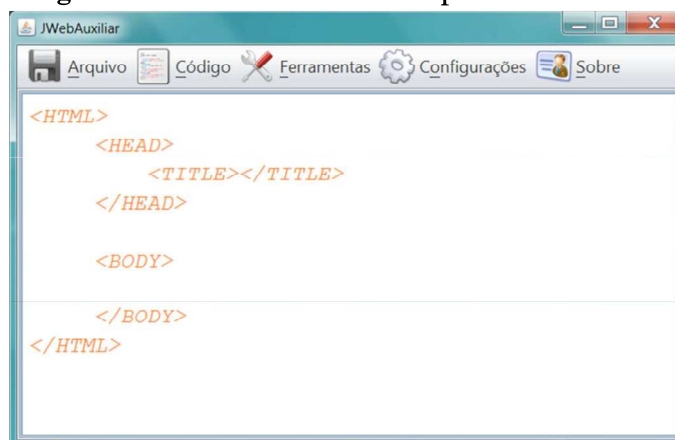 JWebAuxiliar
Arquivo Código Ferramentas Configurações Sobre
<HTML>
<HEAD>
<TITLE></TITLE>
</HEAD>
<BODY>
</BODY>
</HTML>